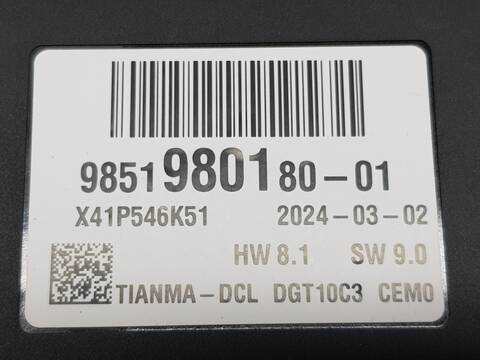 9851980180-01
X41P546K51 2024-03-02
HW 8.1 SW 9.0
TIANMA-DCL DGT10C3 CEM0